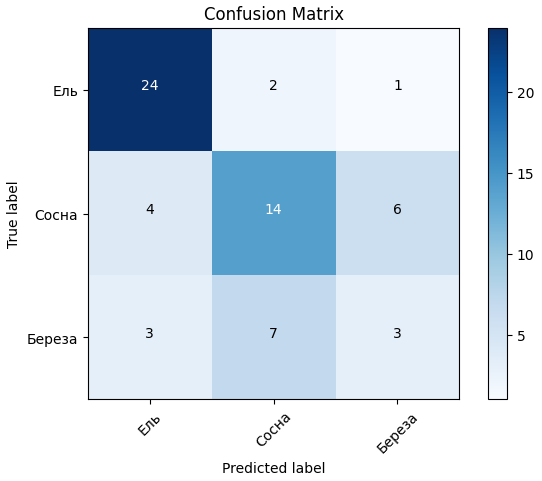 Confusion Matrix
True label
Ель
24
2
1
Сосна
4
14
6
Береза
3
7
3
Ель
Сосна
Береза
Predicted label
20
15
10
5